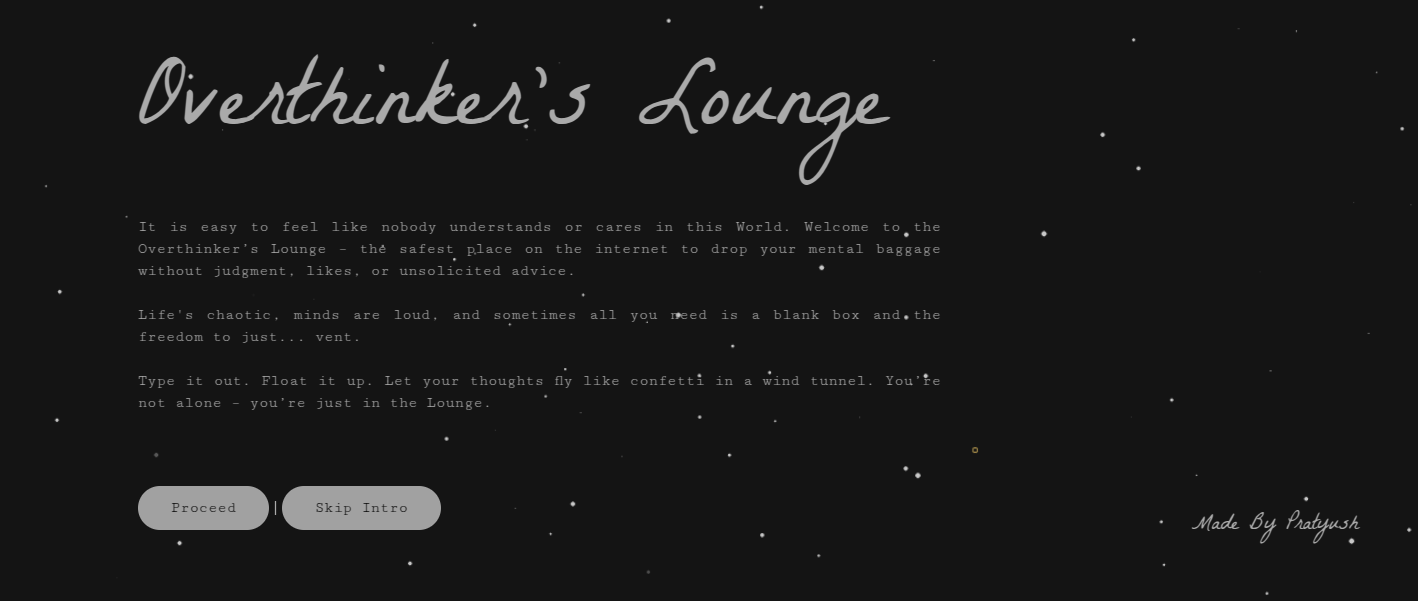 Overthinker's Lounge
It is easy to feel like nobody understands or cares in this World. Welcome to the
Overthinker's Lounge – the safest place on the internet to drop your mental baggage
without judgment, likes, or unsolicited advice.
Life's chaotic, minds are loud, and sometimes all you need is a blank box and the
freedom to just... vent.
Type it out. Float it up. Let your thoughts fly like confetti in a wind tunnel. You're
not alone – you're just in the Lounge.
Proceed | Skip Intro
Made By Pratyush